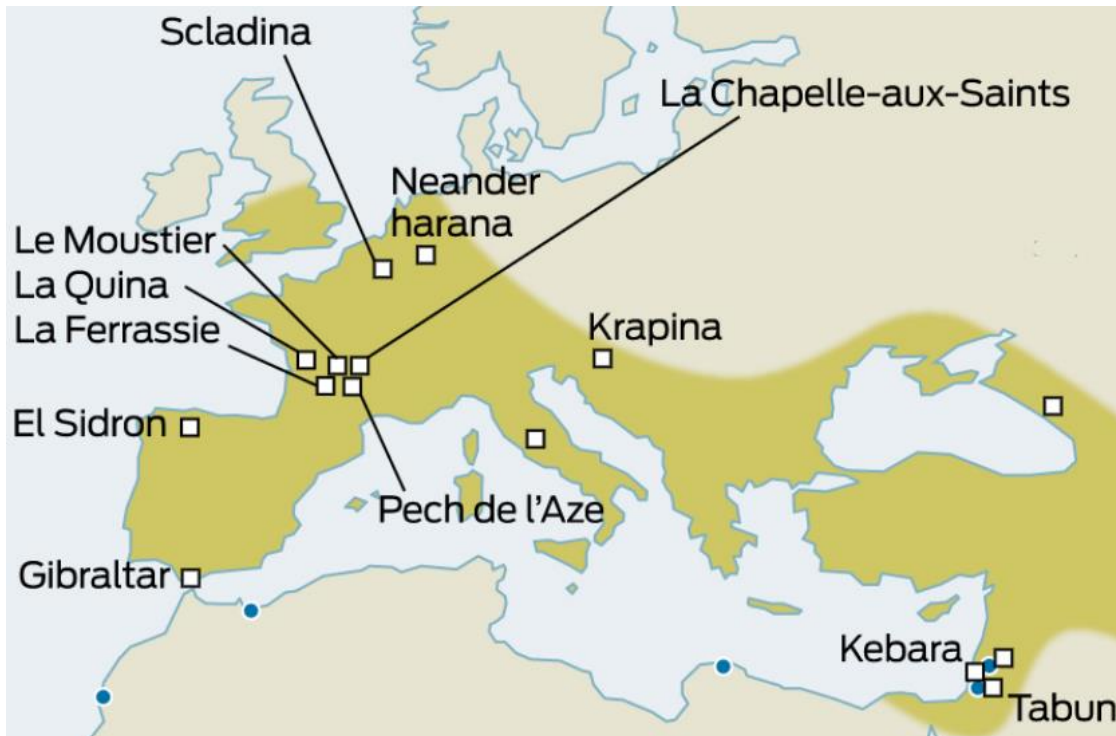 Scladina
La Chapelle-aux-Saints
Neander
harana
Le Moustier
La Quina
La Ferrassie
Krapina
El Sidron
Pech de l'Aze
Gibraltar
Kebara
Tabun